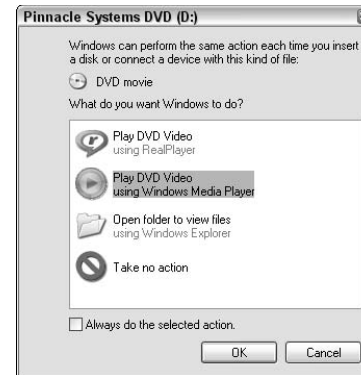 Pinnacle Systems DVD (D:)
Windows can perform the same action each time you insert
a disk or connect a device with this kind of file:
DVD movie
What do you want Windows to do?
Play DVD Video
using RealPlayer
Play DVD Video
using Windows Media Player
Open folder to view files
using Windows Explorer
Take no action
Always do the selected action.
OK Cancel